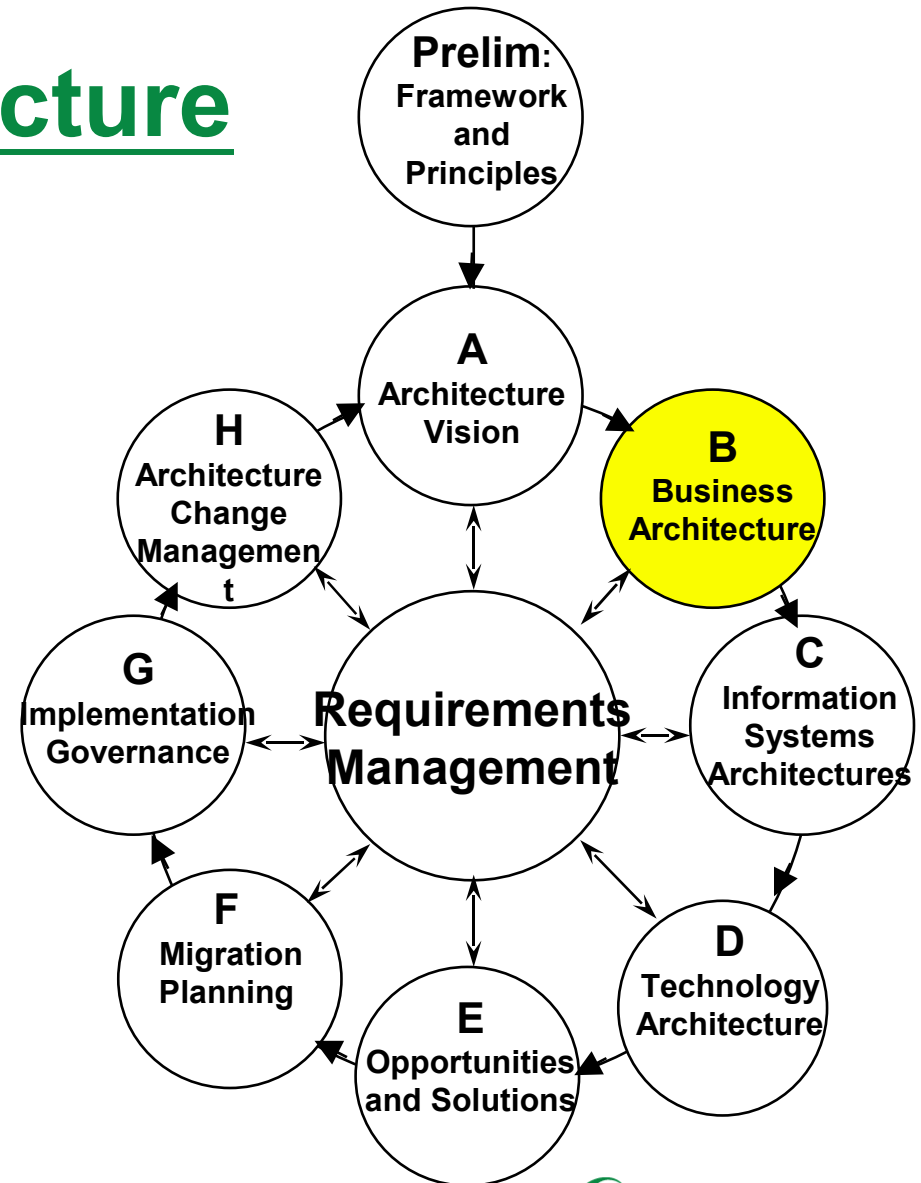 cture
Prelim:
Framework
and
Principles
A
Architecture
Vision
B
Business
Architecture
C
Information
Systems
Architectures
D
Technology
Architecture
E
Opportunities
and Solutions
F
Migration
Planning
G
Implementation
Governance
H
Architecture
Change
Managemen
t
Requirements
Management